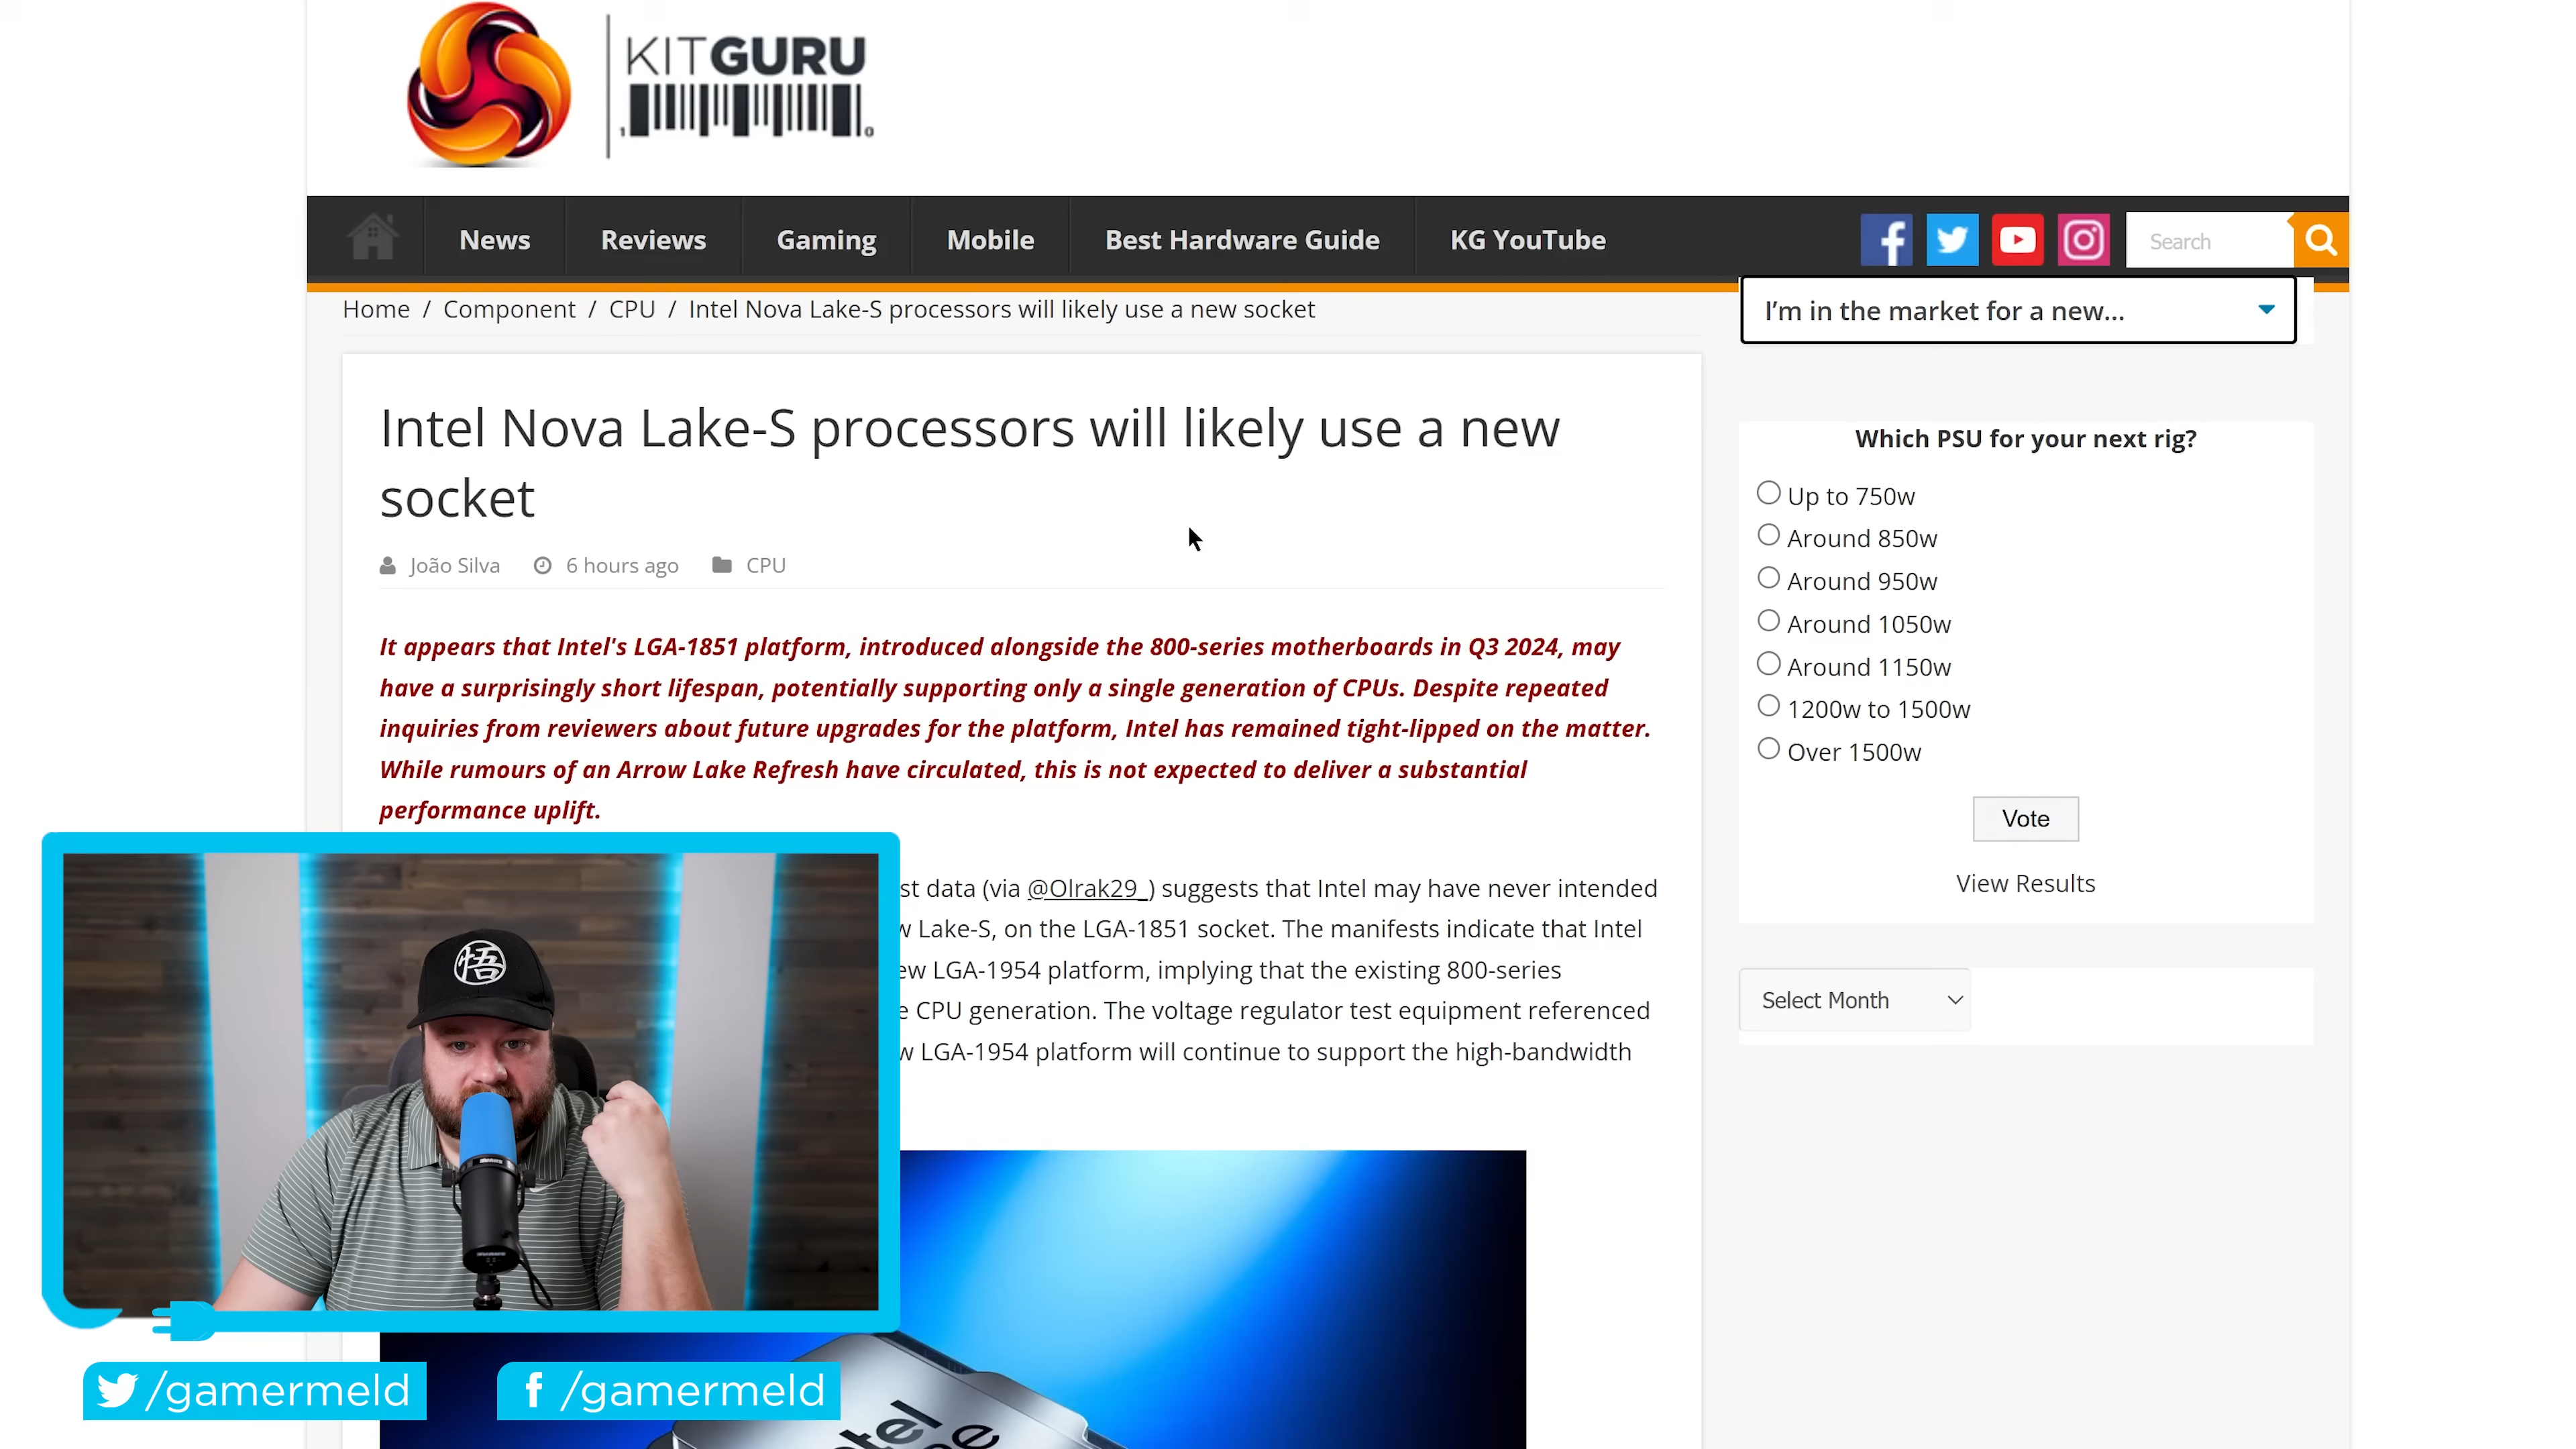 KITGURU
1 0
News
Reviews
Gaming
Mobile
Best Hardware Guide
KG YouTube
Search
Home / Component / CPU / Intel Nova Lake-S processors will likely use a new socket
I'm in the market for a new...
Intel Nova Lake-S processors will likely use a new
socket
João Silva
6 hours ago
CPU
It appears that Intel's LGA-1851 platform, introduced alongside the 800-series motherboards in Q3 2024, may
have a surprisingly short lifespan, potentially supporting only a single generation of CPUs. Despite repeated
inquiries from reviewers about future upgrades for the platform, Intel has remained tight-lipped on the matter.
While rumours of an Arrow Lake Refresh have circulated, this is not expected to deliver a substantial
performance uplift.
st data (via @Olrak29_) suggests that Intel may have never intended
w Lake-S, on the LGA-1851 socket. The manifests indicate that Intel
ew LGA-1954 platform, implying that the existing 800-series
e CPU generation. The voltage regulator test equipment referenced
w LGA-1954 platform will continue to support the high-bandwidth
Which PSU for your next rig?
Up to 750w
Around 850w
Around 950w
Around 1050w
Around 1150w
1200w to 1500w
Over 1500w
Vote
View Results
Select Month
悟
/gamermeld
/gamermeld